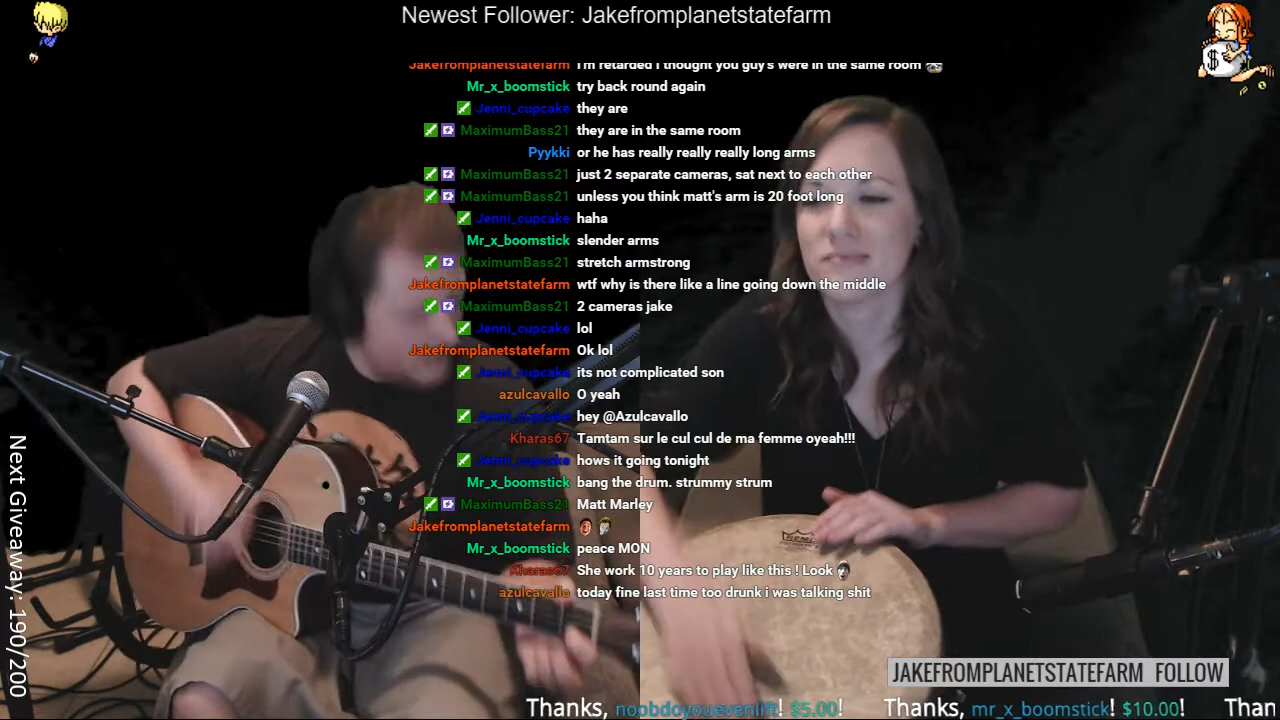 Newest Follower: Jakefromplanetstatefarm
Jakefromplanetstatefarm I'm retarded I thought you guy's were in the same room
Mr_x_boomstick try back round again
Jenni_cupcake they are
MaximumBass21 they are in the same room
Pyykki or he has really really really long arms
MaximumBass21 just 2 separate cameras, sat next to each other
MaximumBass21 unless you think matt's arm is 20 foot long
Jenni_cupcake haha
Mr_x_boomstick slender arms
MaximumBass21 stretch armstrong
Jakefromplanetstatefarm wtf why is there like a line going down the middle
MaximumBass21 2 cameras jake
Jenni_cupcake lol
Jakefromplanetstatefarm Ok lol
Jenni_cupcake its not complicated son
azulcavallo O yeah
Jenni_cupcake hey @Azulcavallo
Kharas67 Tamtam sur le cul cul de ma femme oyeah!!!
Jenni_cupcake hows it going tonight
Mr_x_boomstick bang the drum. strummy strum
MaximumBass21 Matt Marley
Jakefromplanetstatefarm
Mr_x_boomstick peace MON
Kharas67 She work 10 years to play like this ! Look
azulcavallo today fine last time too drunk i was talking shit
Next Giveaway: 190/200
REMO
JAKEFROMPLANETSTATEFARM FOLLOW
Thanks, noobdoyouevenlift! $5.00! Thanks, mr_x_boomstick! $10.00! Than